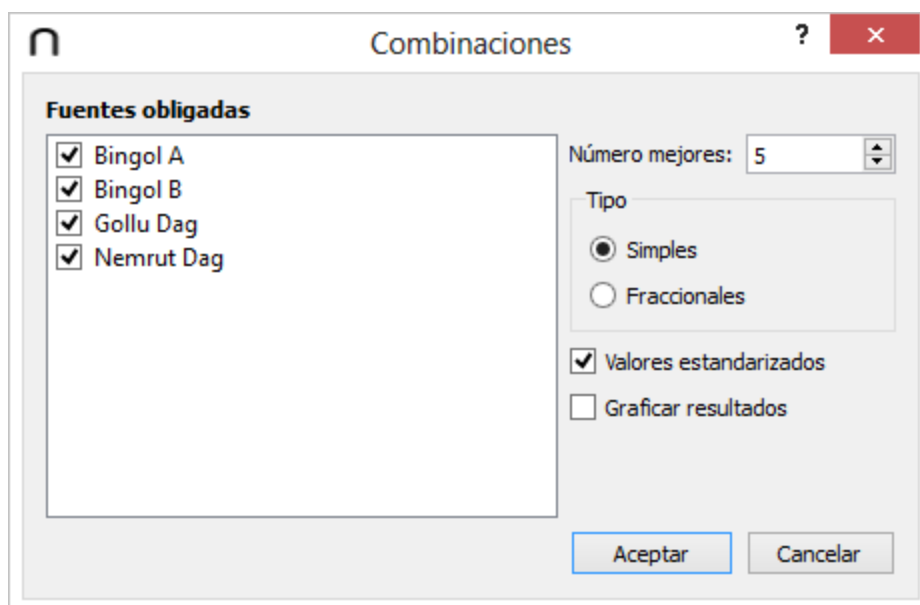 Combinaciones
?
Fuentes obligadas
Bingol A
Bingol B
Gollu Dag
Nemrut Dag
Número mejores: 5
Tipo
Simples
Fraccionales
Valores estandarizados
Graficar resultados
Aceptar
Cancelar